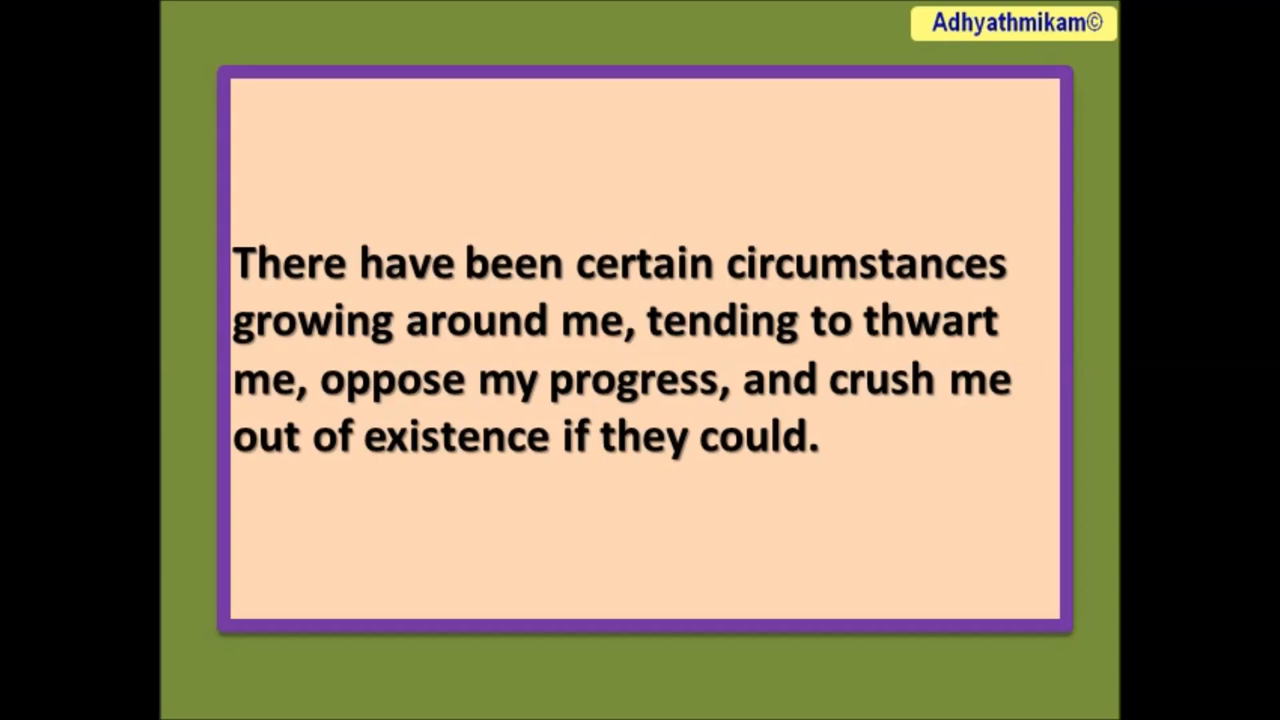 Adhyathmikam©
There have been certain circumstances
growing around me, tending to thwart
me, oppose my progress, and crush me
out of existence if they could.